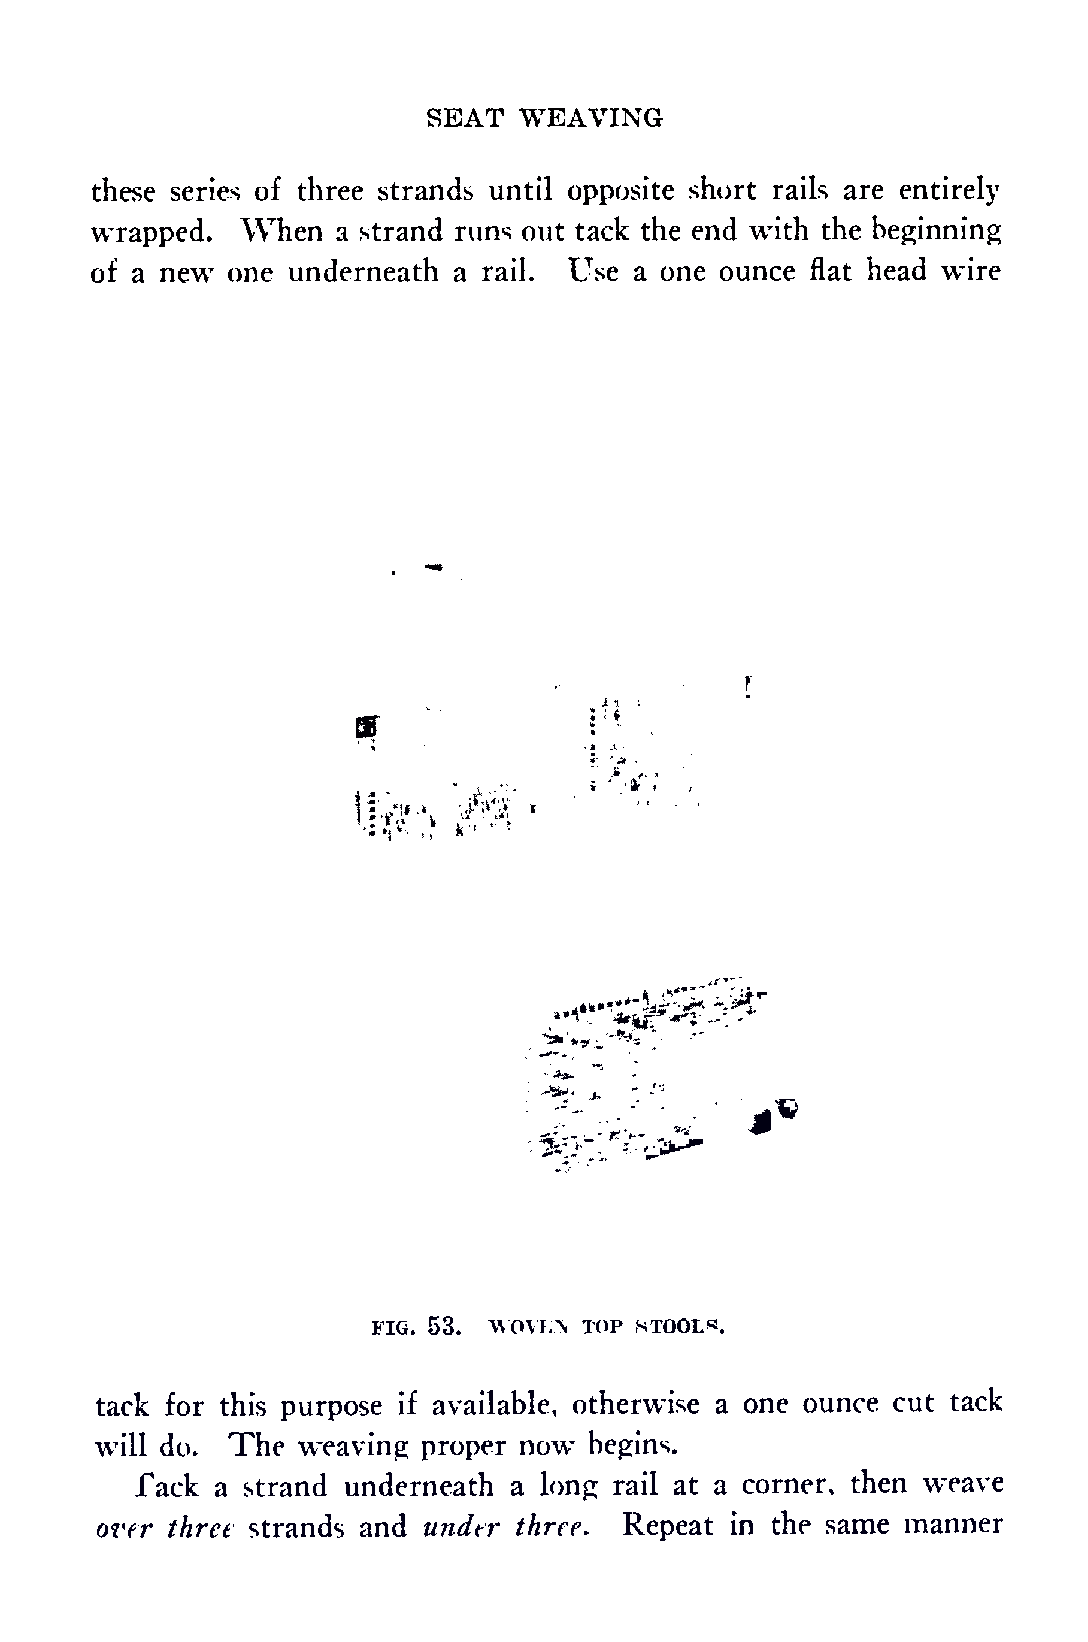 SEAT WEAVING
these series of three strands until opposite short rails are entirely
wrapped. When a strand runs out tack the end with the beginning
of a new one underneath a rail. Use a one ounce flat head wire
FIG. 53. WOVEN TOP STOOLS.
tack for this purpose if available, otherwise a one ounce cut tack
will do. The weaving proper now begins.
Tack a strand underneath a long rail at a corner, then weave
over three strands and under three. Repeat in the same manner